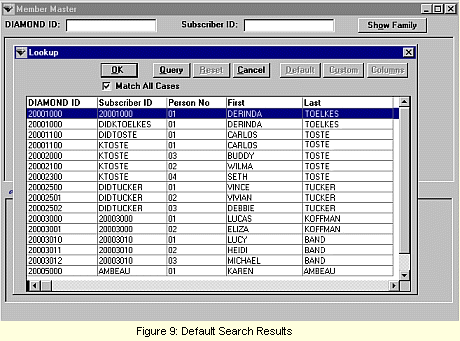 Member Master
DIAMOND ID: Subscriber ID: Show Family
Lookup
OK Query Reset Cancel Default Custom Columns
Match All Cases
DIAMOND ID Subscriber ID Person No First Last
20001000 20001000 01 DERINDA TOELKES
20001000 DIDKTOELKES 01 DERINDA TOELKES
20001100 DIDTOSTE 01 CARLOS TOSTE
20001100 KTOSTE 01 CARLOS TOSTE
20002000 KTOSTE 03 BUDDY TOSTE
20002100 KTOSTE 02 WILMA TOSTE
20002300 KTOSTE 04 SETH TOSTE
20002500 DIDTUCKER 01 VINCE TUCKER
20002501 DIDTUCKER 02 VIVIAN TUCKER
20002502 DIDTUCKER 03 DEBBIE TUCKER
20003000 20003000 01 LUCAS KOFFMAN
20003001 20003000 02 ELIZA KOFFMAN
20003010 20003010 01 LUCY BAND
20003011 20003010 02 HEIDI BAND
20003012 20003010 03 MICHAEL BAND
20005000 AMBEAU 01 KAREN AMBEAU
Figure 9: Default Search Results